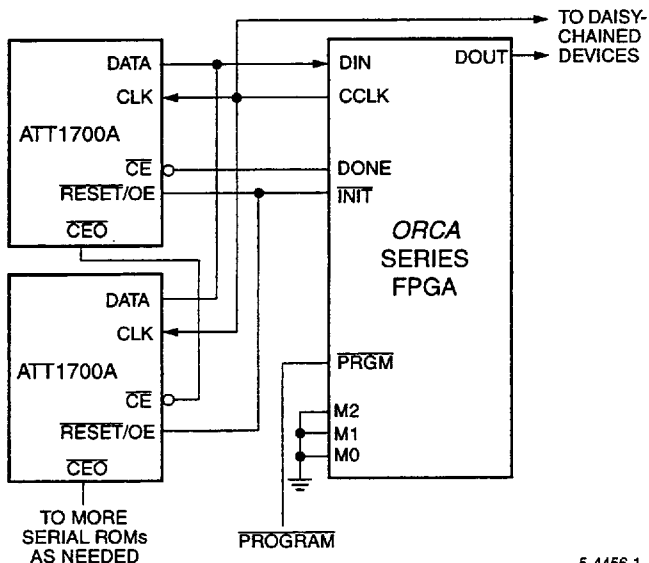 TO DAISY-
CHAINED
DEVICES
DATA
CLK
ATT1700A
CE
RESET/OE
CEO
DIN
DOUT
CCLK
DONE
INIT
ORCA
SERIES
FPGA
PRGM
M2
M1
M0
DATA
CLK
ATT1700A
CE
RESET/OE
CEO
TO MORE
SERIAL ROMs
AS NEEDED
PROGRAM
5-4456.1